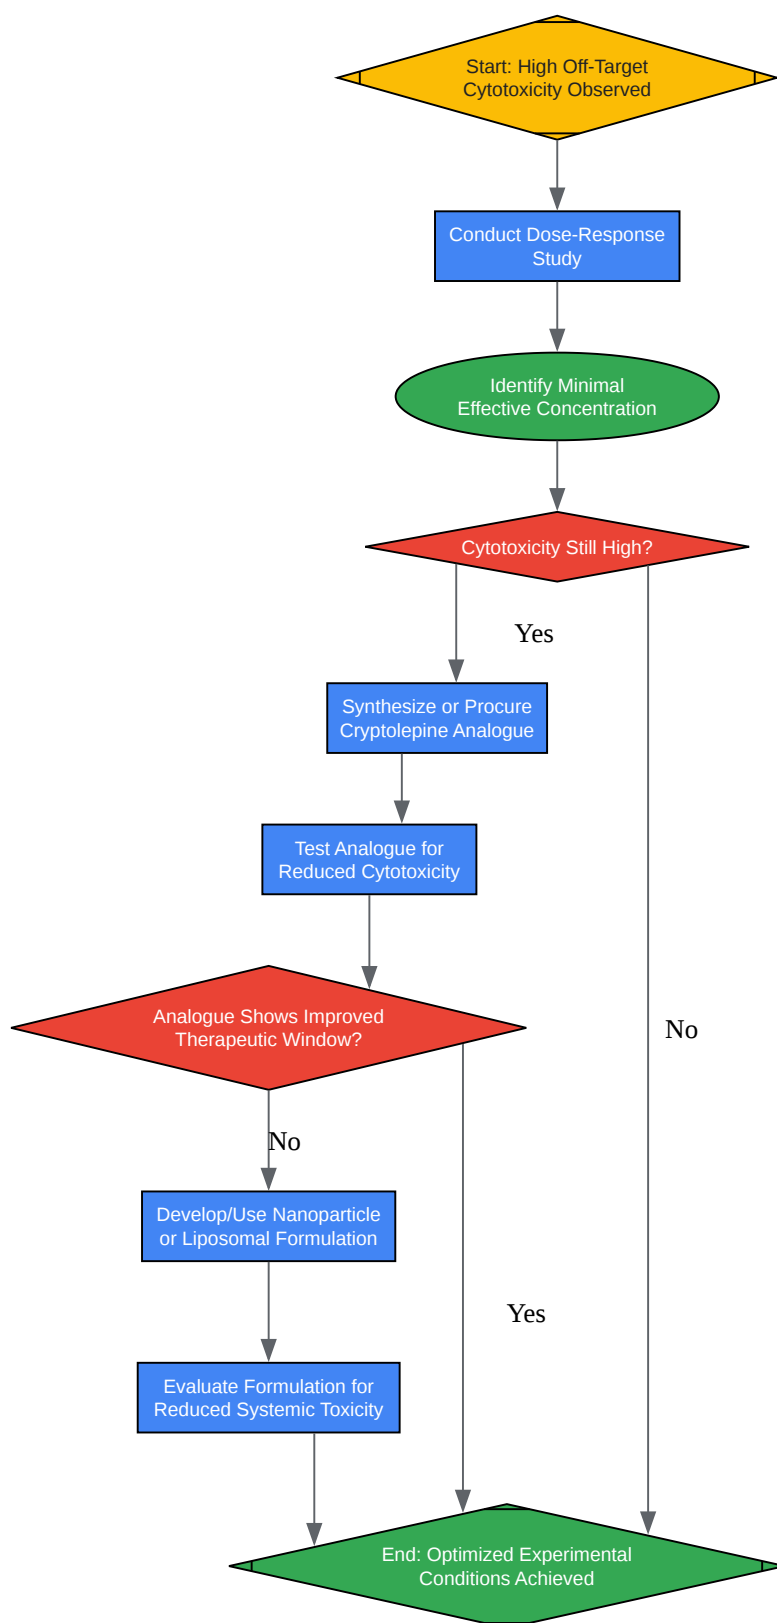 Start: High Off-Target
Cytotoxicity Observed
Conduct Dose-Response
Study
Identify Minimal
Effective Concentration
Cytotoxicity Still High?
Yes
Synthesize or Procure
Cryptolepine Analogue
Test Analogue for
Reduced Cytotoxicity
Analogue Shows Improved
Therapeutic Window?
No
No
Develop/Use Nanoparticle
or Liposomal Formulation
Yes
Evaluate Formulation for
Reduced Systemic Toxicity
End: Optimized Experimental
Conditions Achieved